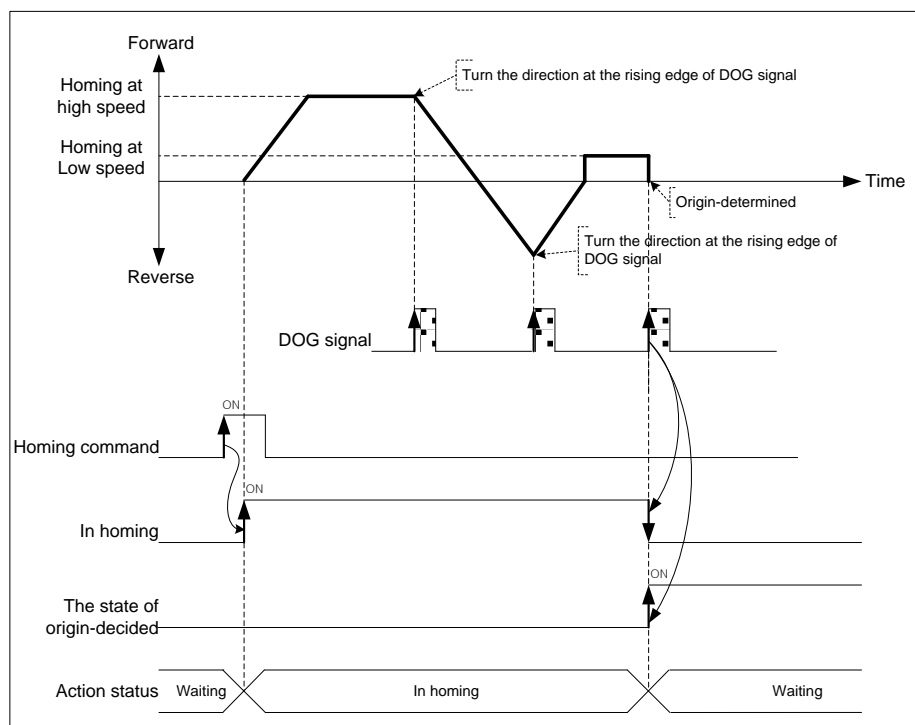 Forward
Homing at
high speed
Turn the direction at the rising edge of DOG signal
Homing at
Low speed
Time
Origin-determined
Turn the direction at the rising edge of
DOG signal
Reverse
DOG signal
ON
Homing command
ON
In homing
ON
The state of
origin-decided
Action status
Waiting
In homing
Waiting